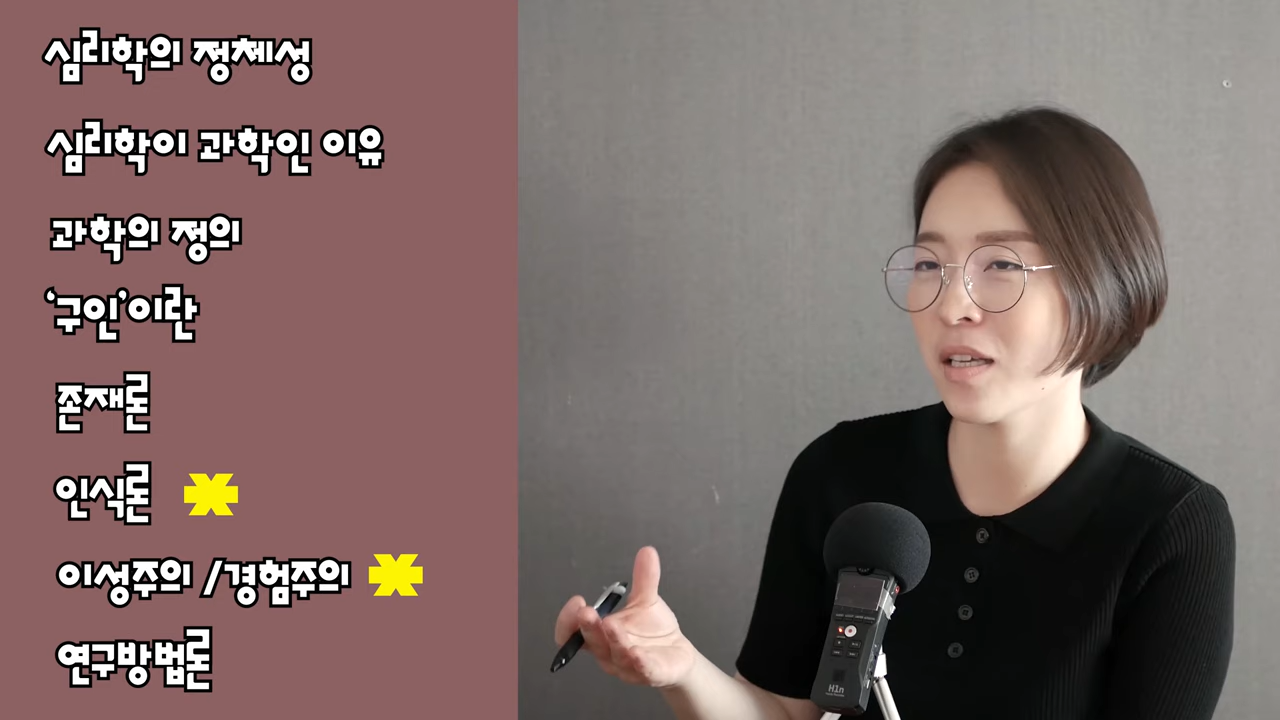 심리학의 정체성
심리학이 과학인 이유
과학의 정의
‘구인’이란
존재론
인식론
이성주의 /경험주의
연구방법론
H1n